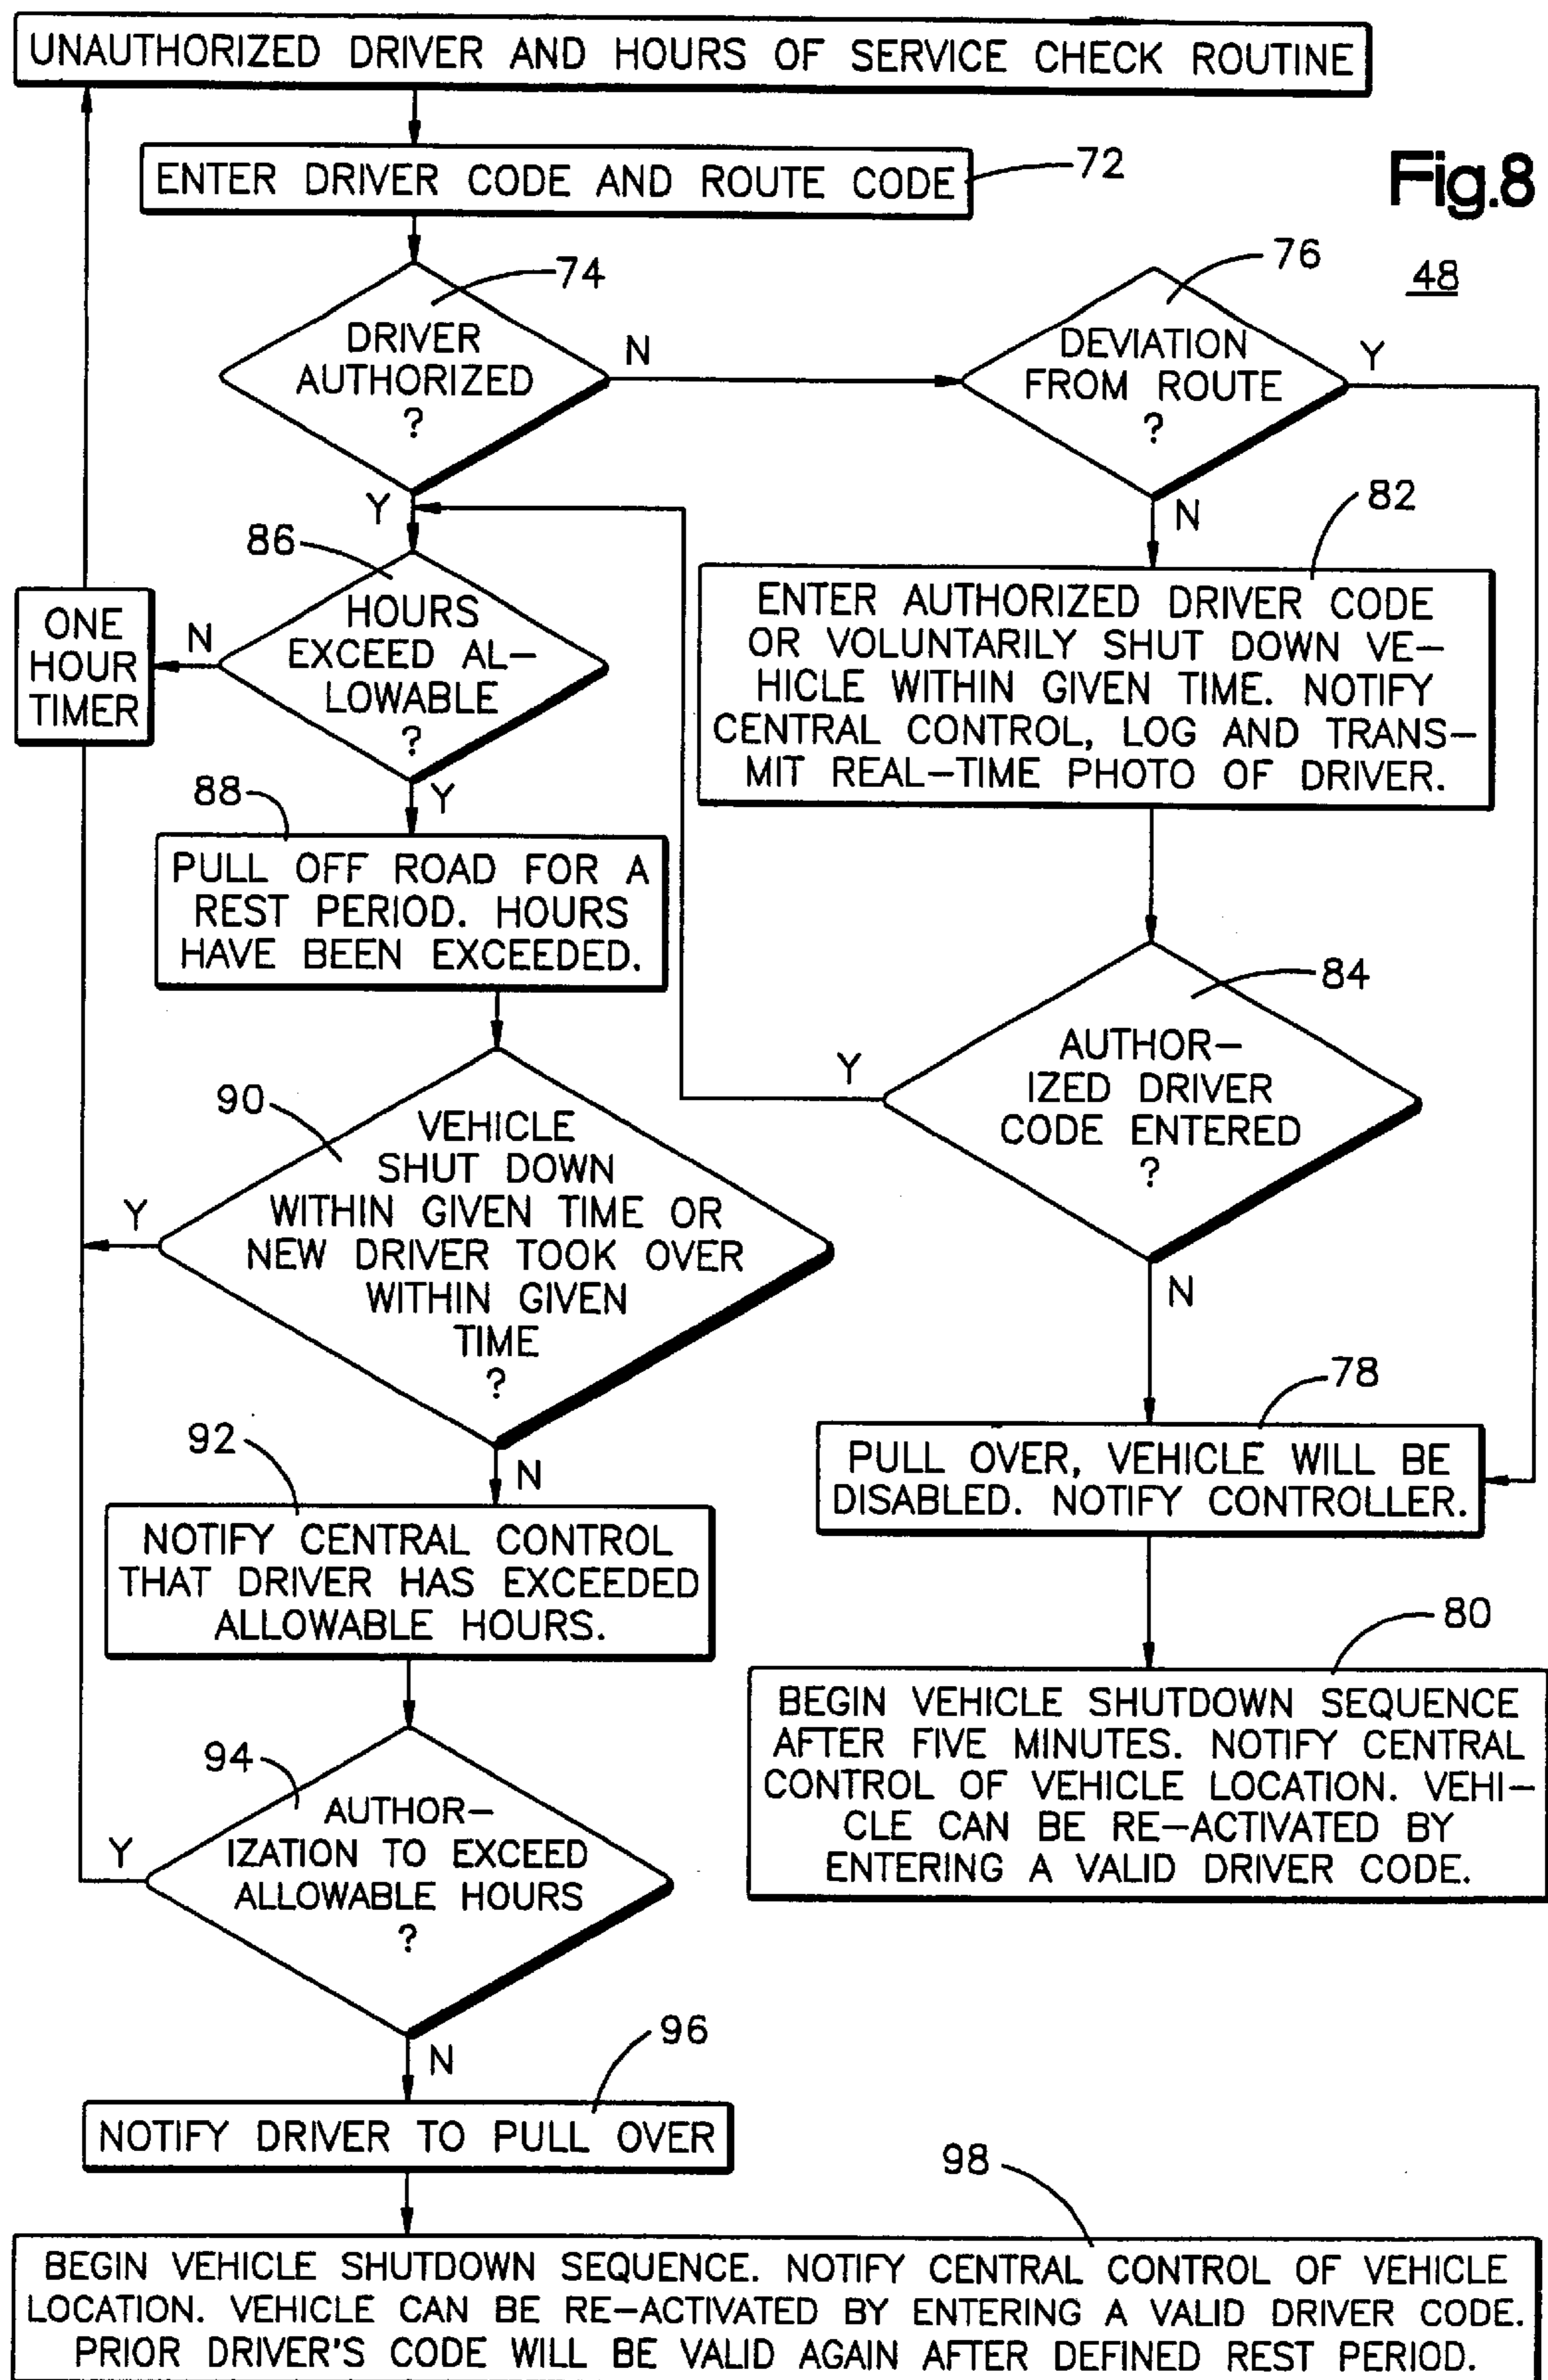 UNAUTHORIZED DRIVER AND HOURS OF SERVICE CHECK ROUTINE
ENTER DRIVER CODE AND ROUTE CODE
72
Fig.8
48
74
DRIVER
AUTHORIZED
?
N
Y
76
DEVIATION
FROM ROUTE
?
Y
N
82
ENTER AUTHORIZED DRIVER CODE
OR VOLUNTARILY SHUT DOWN VE-
HICLE WITHIN GIVEN TIME. NOTIFY
CENTRAL CONTROL, LOG AND TRANS-
MIT REAL-TIME PHOTO OF DRIVER.
86
HOURS
EXCEED AL-
LOWABLE
?
N
Y
ONE
HOUR
TIMER
88
PULL OFF ROAD FOR A
REST PERIOD. HOURS
HAVE BEEN EXCEEDED.
84
AUTHOR-
IZED DRIVER
CODE ENTERED
?
Y
N
90
VEHICLE
SHUT DOWN
WITHIN GIVEN TIME OR
NEW DRIVER TOOK OVER
WITHIN GIVEN
TIME
?
Y
N
78
PULL OVER, VEHICLE WILL BE
DISABLED. NOTIFY CONTROLLER.
92
NOTIFY CENTRAL CONTROL
THAT DRIVER HAS EXCEEDED
ALLOWABLE HOURS.
80
BEGIN VEHICLE SHUTDOWN SEQUENCE
AFTER FIVE MINUTES. NOTIFY CENTRAL
CONTROL OF VEHICLE LOCATION. VEHI-
CLE CAN BE RE-ACTIVATED BY
ENTERING A VALID DRIVER CODE.
94
AUTHOR-
IZATION TO EXCEED
ALLOWABLE HOURS
?
Y
N
96
NOTIFY DRIVER TO PULL OVER
98
BEGIN VEHICLE SHUTDOWN SEQUENCE. NOTIFY CENTRAL CONTROL OF VEHICLE
LOCATION. VEHICLE CAN BE RE-ACTIVATED BY ENTERING A VALID DRIVER CODE.
PRIOR DRIVER'S CODE WILL BE VALID AGAIN AFTER DEFINED REST PERIOD.